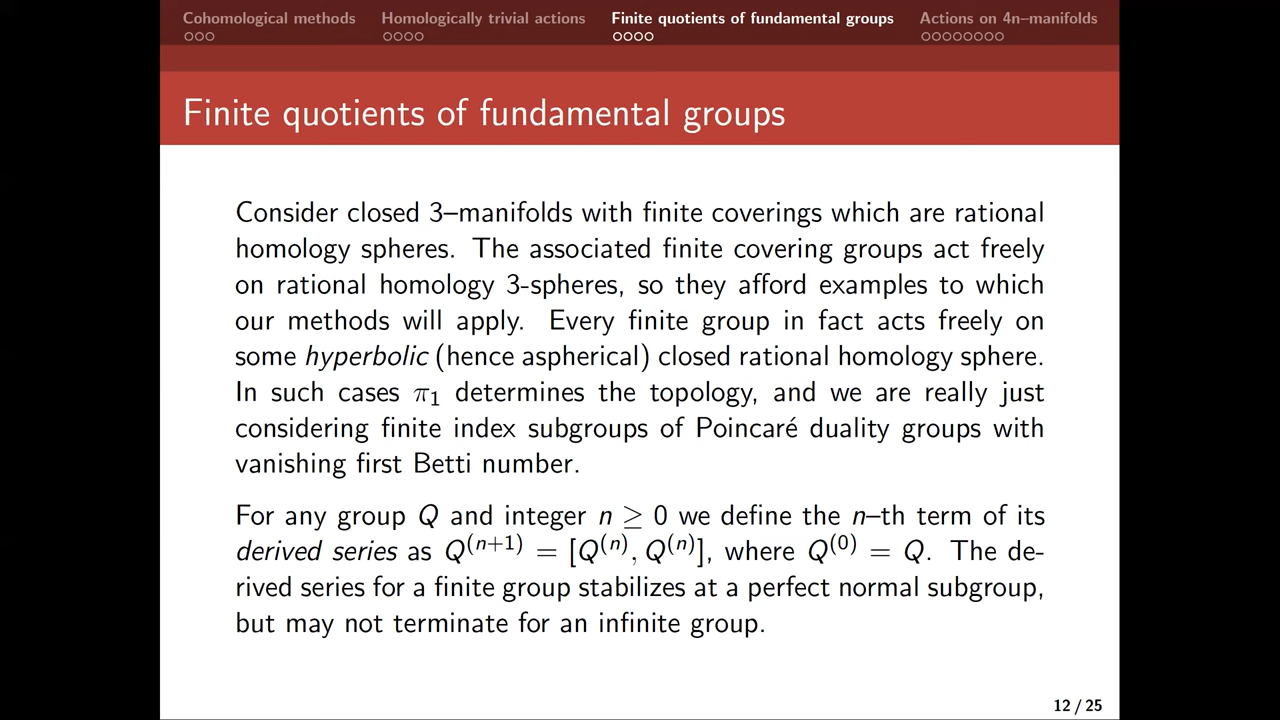 Cohomological methods Homologically trivial actions Finite quotients of fundamental groups Actions on 4n–manifolds
Finite quotients of fundamental groups
Consider closed 3–manifolds with finite coverings which are rational
homology spheres. The associated finite covering groups act freely
on rational homology 3-spheres, so they afford examples to which
our methods will apply. Every finite group in fact acts freely on
some hyperbolic (hence aspherical) closed rational homology sphere.
In such cases π₁ determines the topology, and we are really just
considering finite index subgroups of Poincaré duality groups with
vanishing first Betti number.
For any group Q and integer n ≥ 0 we define the n–th term of its
derived series as Q⁽ⁿ⁺¹⁾ = [Q⁽ⁿ⁾, Q⁽ⁿ⁾], where Q⁽⁰⁾ = Q. The de-
rived series for a finite group stabilizes at a perfect normal subgroup,
but may not terminate for an infinite group.
12 / 25